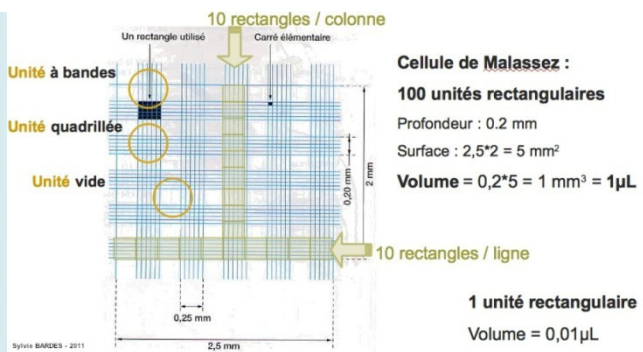 10 rectangles / colonne
Un rectangle utilisé
Carré élémentaire
Unité à bandes
Unité quadrillée
Unité vide
0,20 mm
2 mm
10 rectangles / ligne
0,25 mm
2,5 mm
Sylvie BARDES - 2011
Cellule de Malassez :
100 unités rectangulaires
Profondeur : 0.2 mm
Surface : 2,5*2 = 5 mm²
Volume = 0,2*5 = 1 mm³ = 1µL
1 unité rectangulaire
Volume = 0,01µL